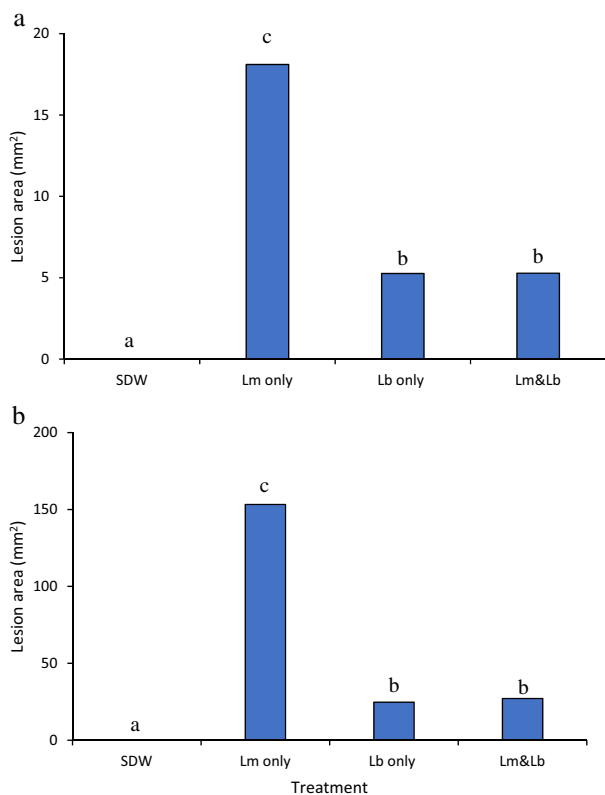 a
20
15
10
5
0
Lesion area (mm²)
a
c
b
b
SDW
Lm only
Lb only
Lm&Lb
b
200
150
100
50
0
Lesion area (mm²)
a
c
b
b
SDW
Lm only
Lb only
Lm&Lb
Treatment